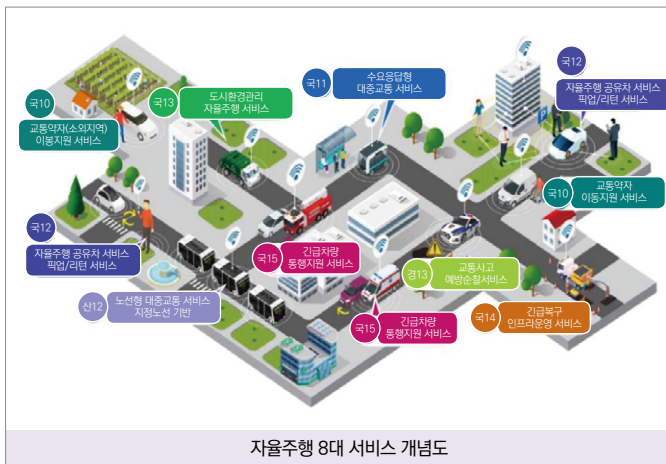 국12
자율주행 공유차 서비스
픽업/리턴 서비스
국11
수요응답형
대중교통 서비스
국13
도시환경관리
자율주행 서비스
국10
교통약자(소외지역)
이봉지원 서비스
P
국10
교통약자
이동지원 서비스
국12
자율주행 공유차 서비스
픽업/리턴 서비스
국15
긴급차량
통행지원 서비스
경13
교통사고
예방순찰서비스
산12
노선형 대중교통 서비스
지정노선 기반
국15
긴급차량
통행지원 서비스
국14
긴급복구
인프라운영 서비스
자율주행 8대 서비스 개념도